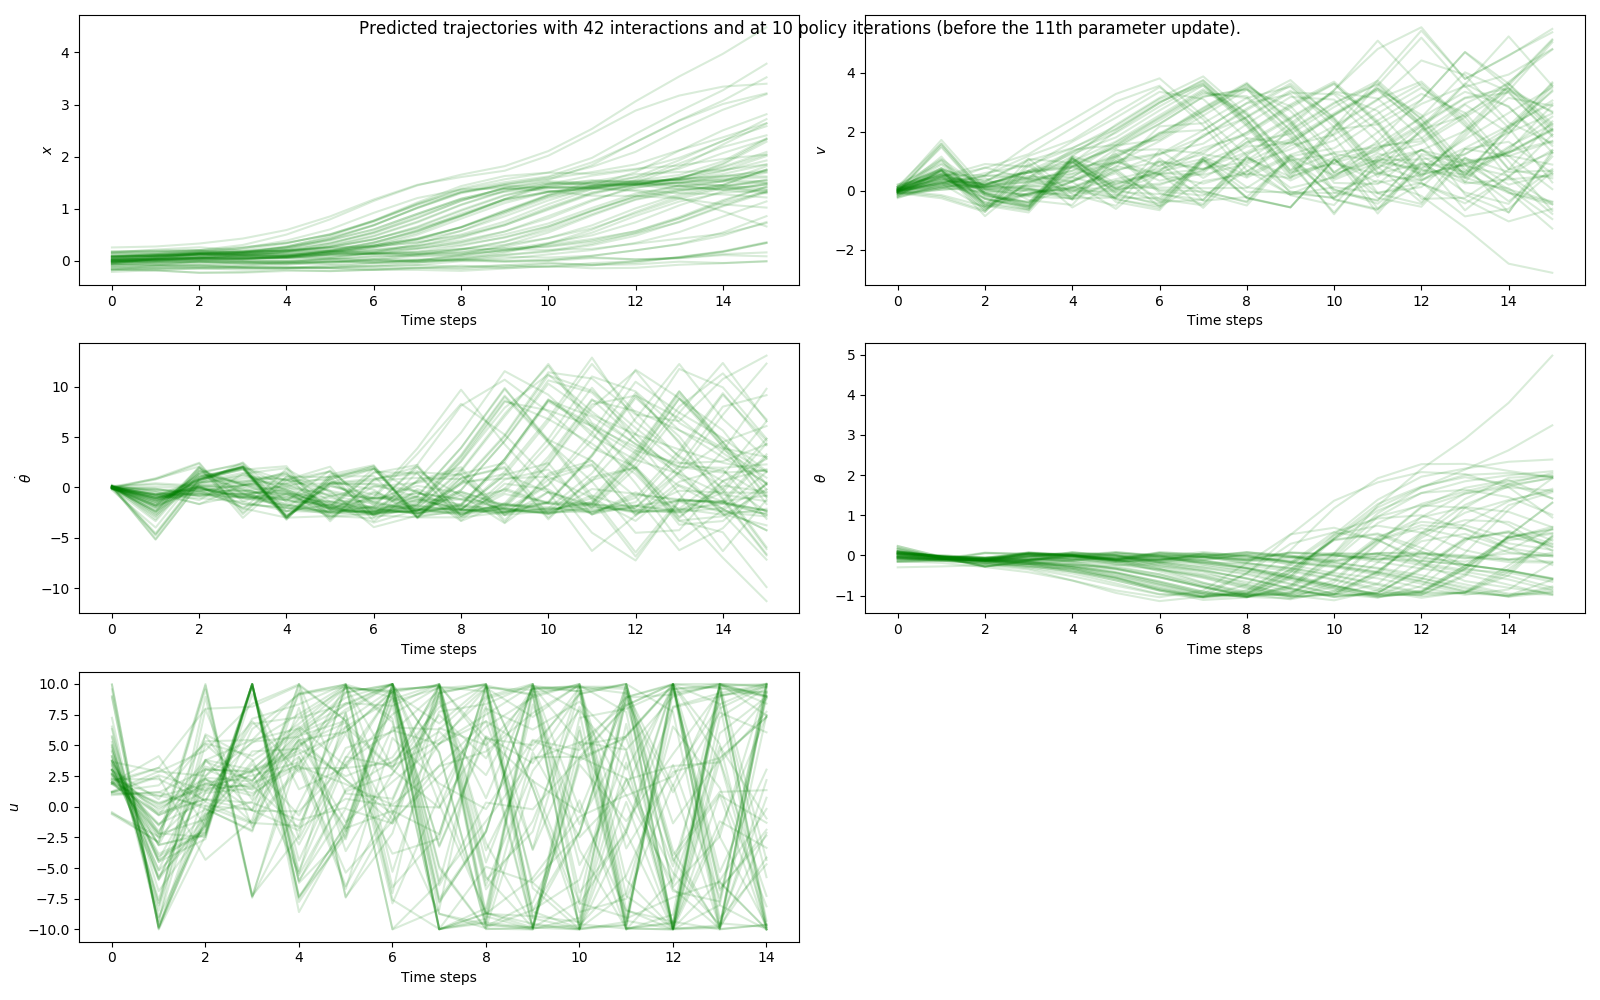 Predicted trajectories with 42 interactions and at 10 policy iterations (before the 11th parameter update).
4
3
2
1
0
x
0 2 4 6 8 10 12 14
Time steps
4
2
0
−2
v
0 2 4 6 8 10 12 14
Time steps
10
5
0
−5
−10
θ̇
0 2 4 6 8 10 12 14
Time steps
5
4
3
2
1
0
−1
θ
0 2 4 6 8 10 12 14
Time steps
10.0
7.5
5.0
2.5
0.0
−2.5
−5.0
−7.5
−10.0
u
0 2 4 6 8 10 12 14
Time steps